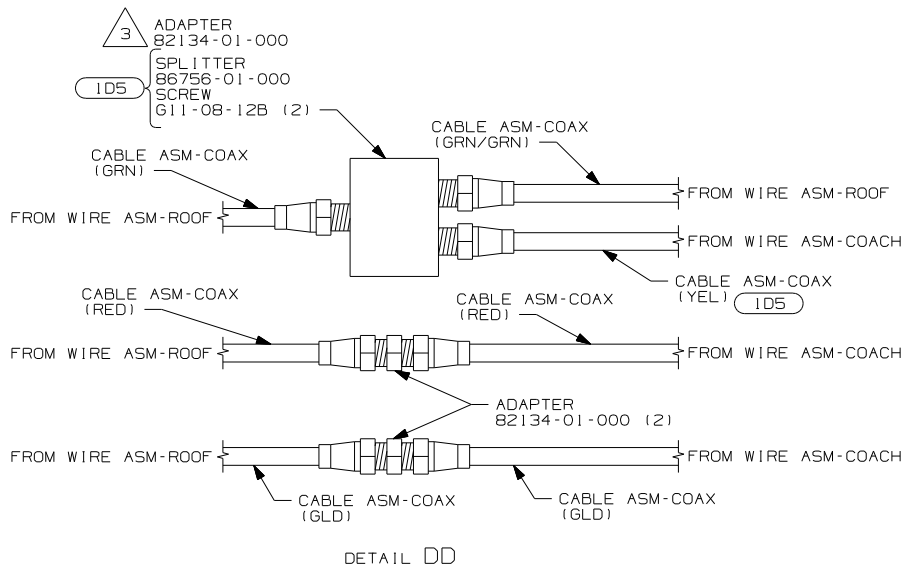 3
ADAPTER
82134-01-000
1D5
SPLITTER
86756-01-000
SCREW
G11-08-12B (2)
CABLE ASM-COAX
(GRN)
CABLE ASM-COAX
(GRN/GRN)
FROM WIRE ASM-ROOF
FROM WIRE ASM-ROOF
FROM WIRE ASM-COACH
CABLE ASM-COAX
(YEL)
1D5
CABLE ASM-COAX
(RED)
CABLE ASM-COAX
(RED)
FROM WIRE ASM-ROOF
FROM WIRE ASM-COACH
ADAPTER
82134-01-000 (2)
FROM WIRE ASM-ROOF
FROM WIRE ASM-COACH
CABLE ASM-COAX
(GLD)
CABLE ASM-COAX
(GLD)
DETAIL DD